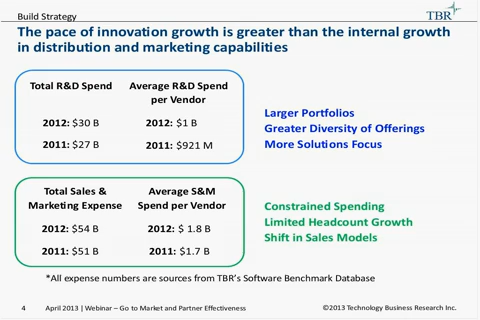 Build Strategy
TBR
The pace of innovation growth is greater than the internal growth
in distribution and marketing capabilities
Total R&D Spend
2012: $30 B
2011: $27 B
Average R&D Spend
per Vendor
2012: $1 B
2011: $921 M
Larger Portfolios
Greater Diversity of Offerings
More Solutions Focus
Total Sales &
Marketing Expense
2012: $54 B
2011: $51 B
Average S&M
Spend per Vendor
2012: $ 1.8 B
2011: $1.7 B
Constrained Spending
Limited Headcount Growth
Shift in Sales Models
*All expense numbers are sources from TBR's Software Benchmark Database
4 April 2013 | Webinar – Go to Market and Partner Effectiveness ©2013 Technology Business Research Inc.